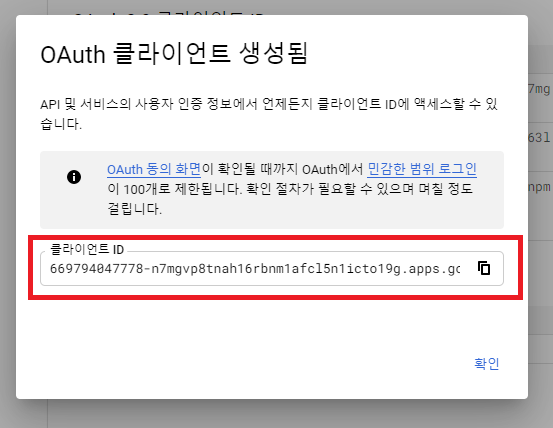 OAuth 클라이언트 생성됨
API 및 서비스의 사용자 인증 정보에서 언제든지 클라이언트 ID에 액세스할 수 있
습니다.
OAuth 동의 화면이 확인될 때까지 OAuth에서 민감한 범위 로그인
이 100개로 제한됩니다. 확인 절차가 필요할 수 있으며 며칠 정도
걸립니다.
클라이언트 ID
669794047778-n7mgvp8tnah16rbnm1afcl5n1icto19g.apps.gc
확인